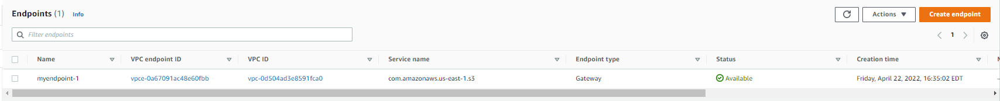 Endpoints (1) Info
Actions Create endpoint
Filter endpoints
1
Name VPC endpoint ID VPC ID Service name Endpoint type Status Creation time
myendpoint-1 vpce-0a67091ac48e60fbb vpc-0d504ad3e8591fca0 com.amazonaws.us-east-1.s3 Gateway Available Friday, April 22, 2022, 16:35:02 EDT